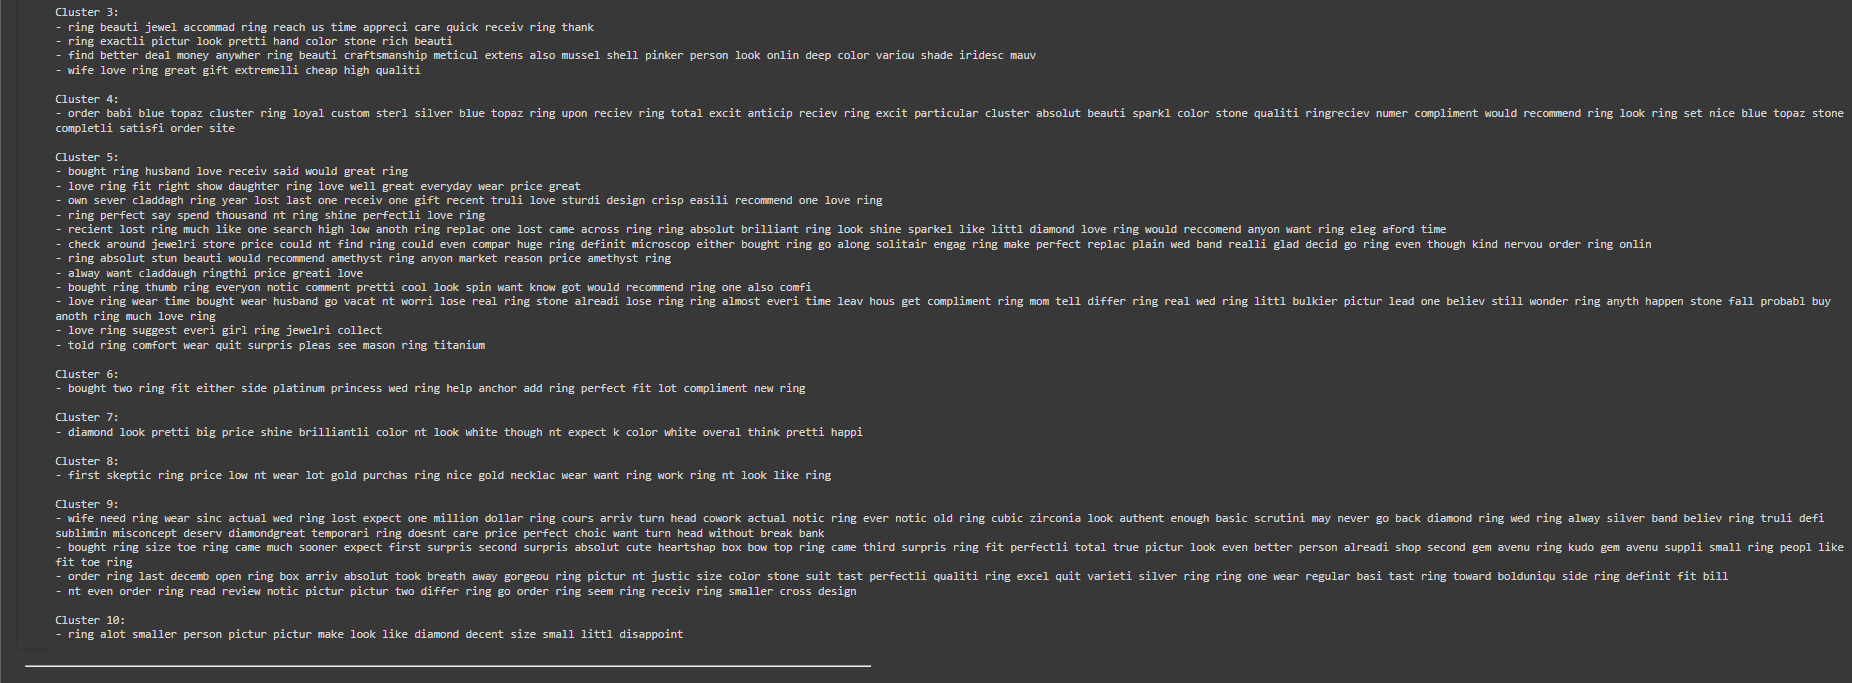 Cluster 3:
- ring beauti jewel accommad ring reach us time appreci care quick receiv ring thank
- ring exactli pictur look pretti hand color stone rich beauti
- find better deal money anywher ring beauti craftsmanship meticul extens also mussel shell pinker person look onlin deep color variou shade iridesc mauv
- wife love ring great gift extremelli cheap high qualiti
Cluster 4:
- order babi blue topaz cluster ring loyal custom sterl silver blue topaz ring upon reciev ring total excit anticip reciev ring excit particular cluster absolut beauti sparkl color stone qualiti ringreciev numer compliment would recommend ring look ring set nice blue topaz stone
completli satisfi order site
Cluster 5:
- bought ring husband love receiv said would great ring
- love ring fit right show daughter ring love well great everyday wear price great
- own sever claddagh ring year lost last one receiv one gift recent truli love sturdi design crisp easili recommend one love ring
- ring perfect say spend thousand nt ring shine perfectli love ring
- recient lost ring much like one search high low anoth ring replac one lost came across ring ring absolut brilliant ring look shine sparkel like littl diamond love ring would reccomend anyon want ring eleg aford time
- check around jewelri store price could nt find ring could even compar huge ring definit microscop either bought ring go along solitair engag ring make perfect replac plain wed band realli glad decid go ring even though kind nervou order ring onlin
- ring absolut stun beauti would recommend amethyst ring anyon market reason price amethyst ring
- alway want claddaugh ringthi price greati love
- bought ring thumb ring everyon notic comment pretti cool look spin want know got would recommend ring one also comfi
- love ring wear time bought wear husband go vacat nt worri lose real ring stone alreadi lose ring ring almost everi time leav hous get compliment ring mom tell differ ring real wed ring littl bulkier pictur lead one believ still wonder ring anyth happen stone fall probabl buy
anoth ring much love ring
- love ring suggest everi girl ring jewelri collect
- told ring comfort wear quit surpris pleas see mason ring titanium
Cluster 6:
- bought two ring fit either side platinum princess wed ring help anchor add ring perfect fit lot compliment new ring
Cluster 7:
- diamond look pretti big price shine brilliantli color nt look white though nt expect k color white overal think pretti happi
Cluster 8:
- first skeptic ring price low nt wear lot gold purchas ring nice gold necklac wear want ring work ring nt look like ring
Cluster 9:
- wife need ring wear sinc actual wed ring lost expect one million dollar ring cours arriv turn head cowork actual notic ring ever notic old ring cubic zirconia look authent enough basic scrutini may never go back diamond ring wed ring alway silver band believ ring truli defi
sublimin misconcept deserv diamondgreat temporari ring doesnt care price perfect choic want turn head without break bank
- bought ring size toe ring came much sooner expect first surpris second surpris absolut cute heartshap box bow top ring came third surpris ring fit perfectli total true pictur look even better person alreadi shop second gem avenu ring kudo gem avenu suppli small ring peopl like
fit toe ring
- order ring last decemb open ring box arriv absolut took breath away gorgeou ring pictur nt justic size color stone suit tast perfectli qualiti ring excel quit varieti silver ring ring one wear regular basi tast ring toward bolduniqu side ring definit fit bill
- nt even order ring read review notic pictur pictur two differ ring go order ring seem ring receiv ring smaller cross design
Cluster 10:
- ring alot smaller person pictur pictur make look like diamond decent size small littl disappoint